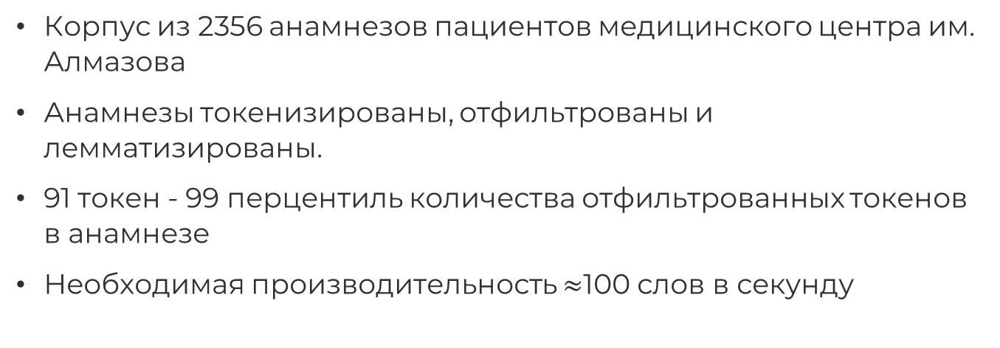 • Корпус из 2356 анамнезов пациентов медицинского центра им.
Алмазова
• Анамнезы токенизированы, отфильтрованы и
лемматизированы.
• 91 токен - 99 перцентиль количества отфильтрованных токенов
в анамнезе
• Необходимая производительность ≈100 слов в секунду